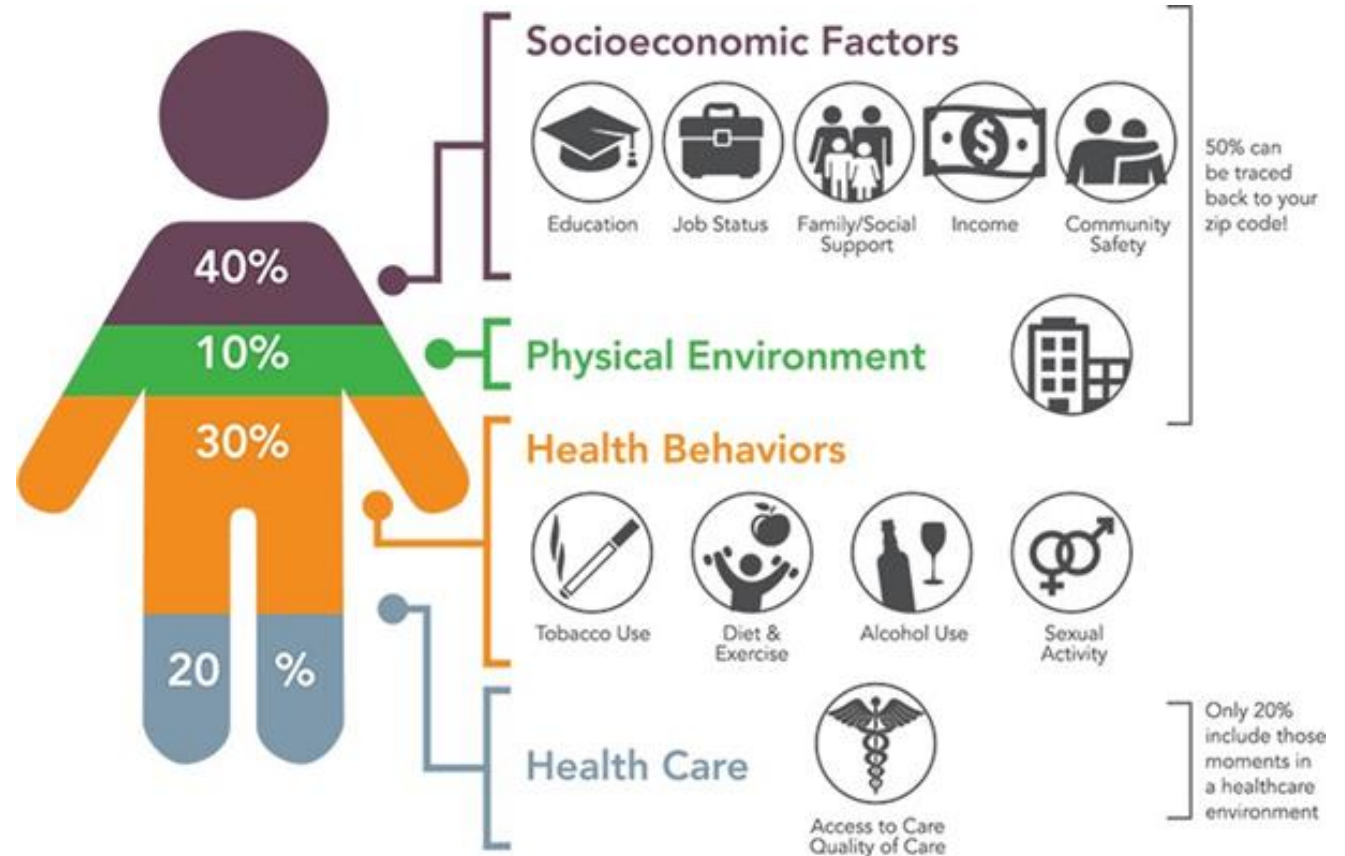 Socioeconomic Factors
Education
Job Status
Family/Social
Support
Income
Community
Safety
50% can
be traced
back to your
zip code!
40%
10%
Physical Environment
30%
Health Behaviors
Tobacco Use
Diet &
Exercise
Alcohol Use
Sexual
Activity
20 %
Health Care
Access to Care
Quality of Care
Only 20%
include those
moments in
a healthcare
environment